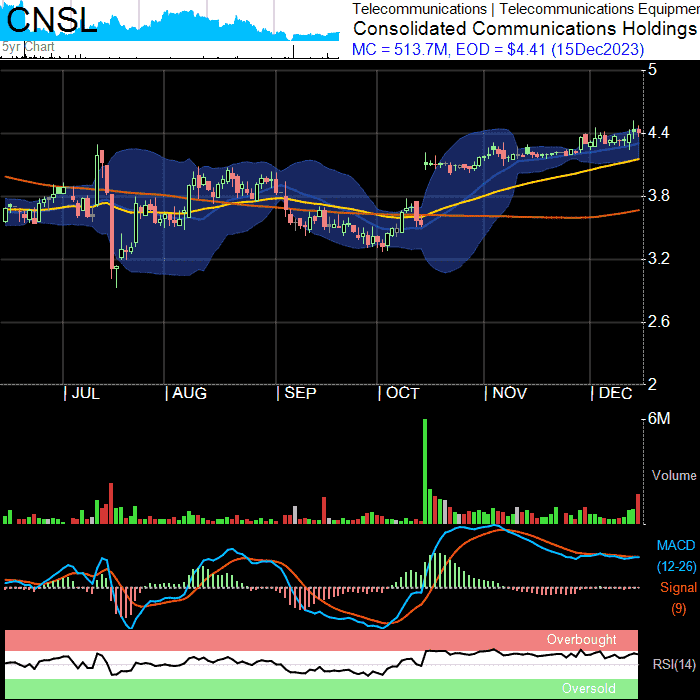 CNSL
5yr Chart
Telecommunications | Telecommunications Equipmen
Consolidated Communications Holdings
MC = 513.7M, EOD = $4.41 (15Dec2023)
5
4.4
3.8
3.2
2.6
2
| JUL | AUG | SEP | OCT | NOV | DEC
6M
Volume
MACD
(12-26)
Signal
(9)
Overbought
RSI(14)
Oversold